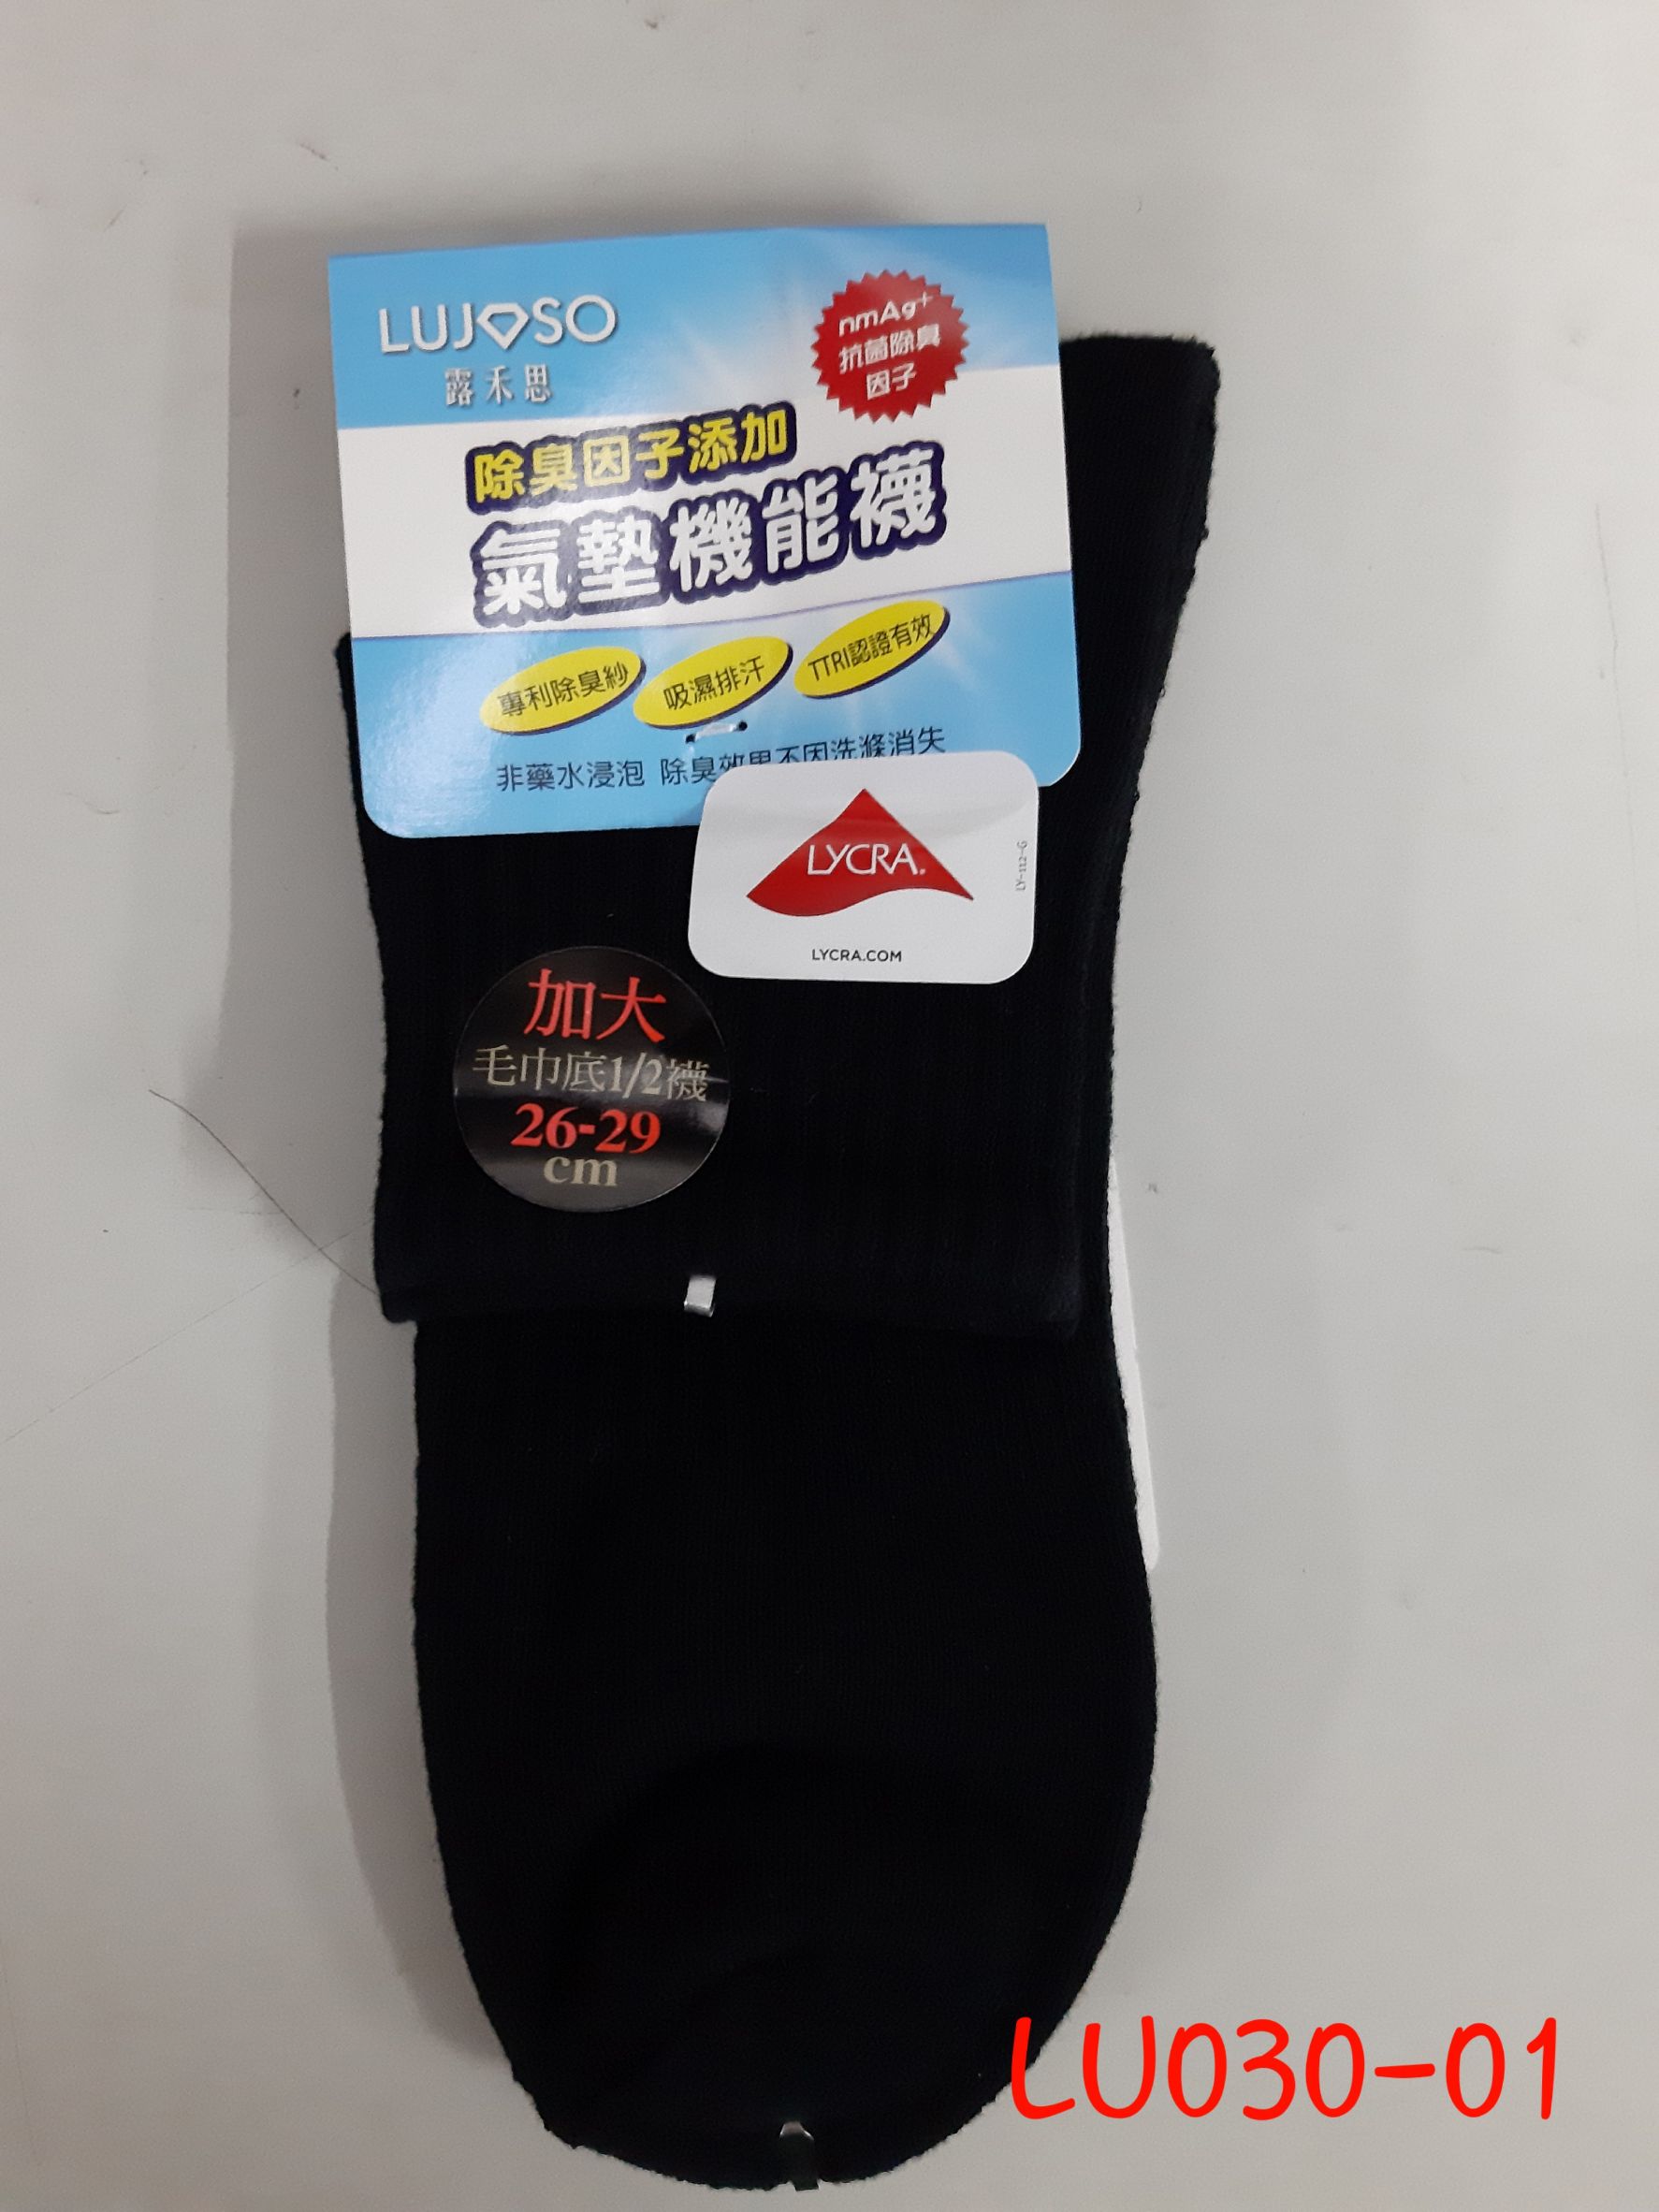 LUJOSO
露禾思
nmAg+
抗菌除臭
因子
除臭因子添加
氣墊機能襪
專利除臭紗
吸濕排汗
TTRI認證有效
非藥水浸泡 除臭效果不因洗滌消失
LYCRA.
LY-112-G
LYCRA.COM
加大
毛巾底1/2襪
26-29
cm
LU030-01